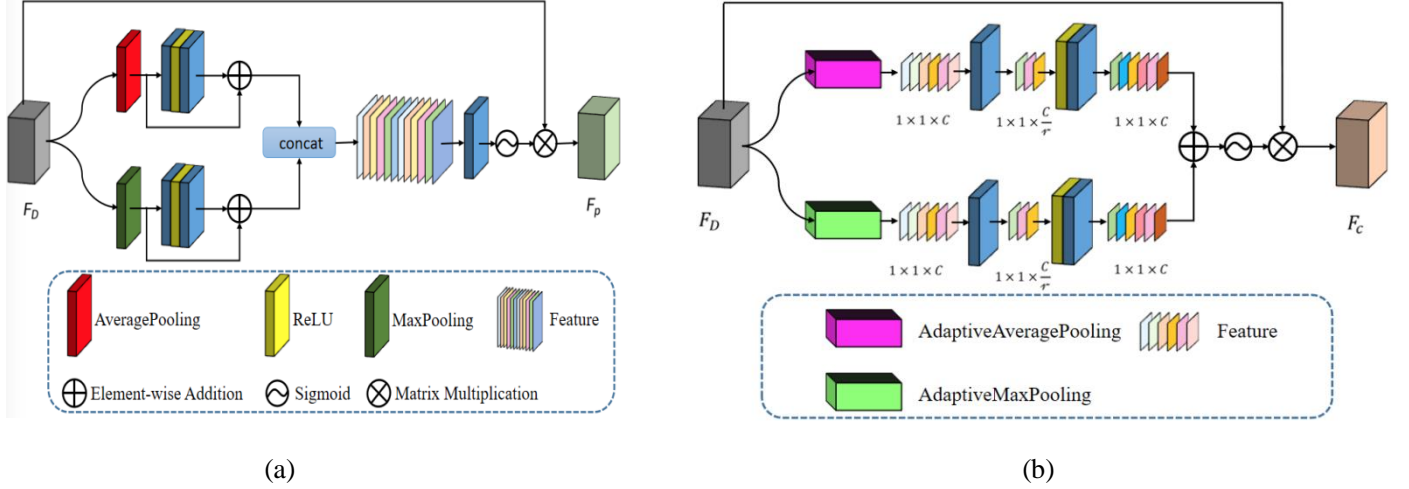 F_D
concat
F_p
AveragePooling
ReLU
MaxPooling
Feature
Element-wise Addition
Sigmoid
Matrix Multiplication
(a)
F_D
1 × 1 × C
1 × 1 × C/r
1 × 1 × C
1 × 1 × C
1 × 1 × C/r
1 × 1 × C
F_c
AdaptiveAveragePooling
Feature
AdaptiveMaxPooling
(b)